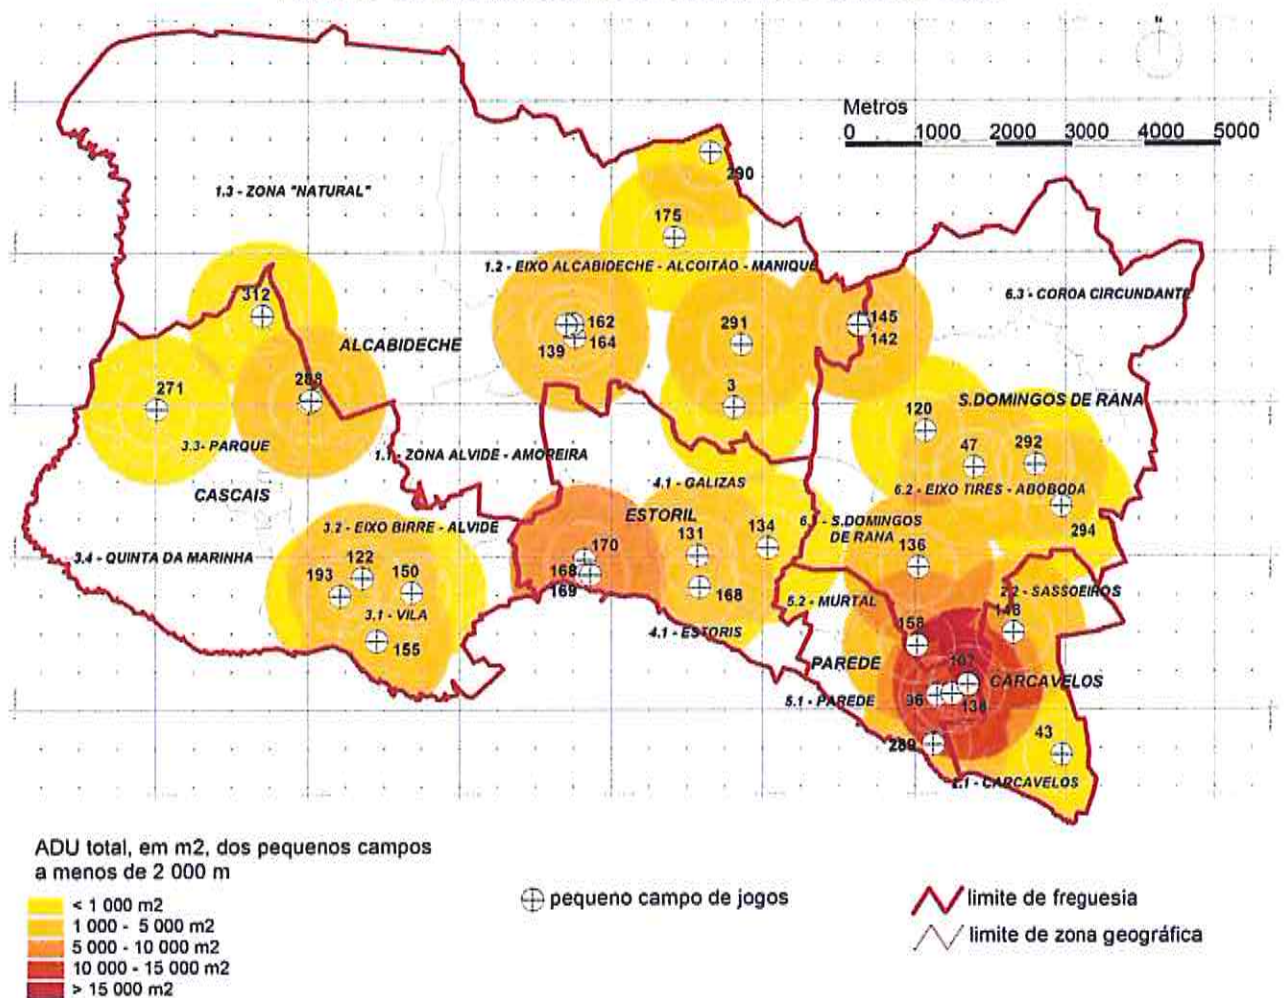 N
Metros
0 1000 2000 3000 4000 5000
290
1.3 - ZONA "NATURAL"
175
1.2 - EIXO ALCABIDECHE - ALCOITÃO - MANIQUE
6.3 - COROA CIRCUNDANTE
312
162
164
139
291
145
142
ALCABIDECHE
271
288
3
S.DOMINGOS DE RANA
120
47
292
3.3- PARQUE
1.1- ZONA ALVIDE - AMOREIRA
4.1 - GALIZAS
6.2 - EIXO TIRES - ABOBODA
CASCAIS
294
3.2 - EIXO BIRRE - ALVIDE
ESTORIL
6.1 - S.DOMINGOS
DE RANA
131
134
136
3.4 - QUINTA DA MARINHA
122
193
150
170
168
169
168
5.2 - MURTAL
2.2 - SASSOEIROS
3.1 - VILA
155
4.1 - ESTORIS
158
PAREDE
CARCAVELOS
5.1 - PAREDE
96
43
289
2.1 - CARCAVELOS
ADU total, em m2, dos pequenos campos
a menos de 2 000 m
< 1 000 m2
1 000 - 5 000 m2
5 000 - 10 000 m2
10 000 - 15 000 m2
> 15 000 m2
pequeno campo de jogos
limite de freguesia
limite de zona geográfica